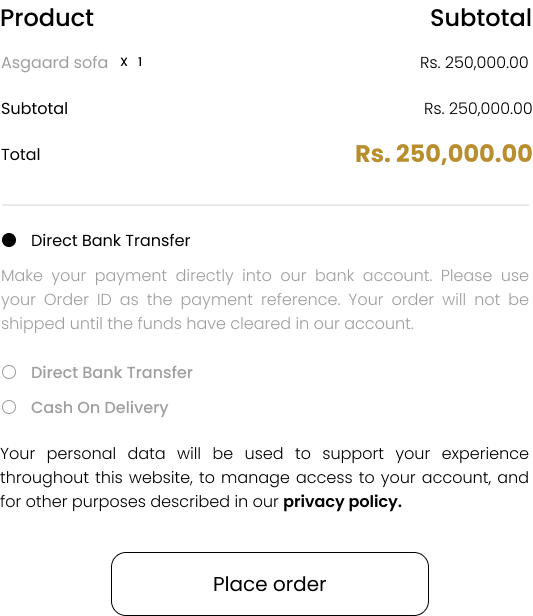 Product Subtotal
Asgaard sofa X 1 Rs. 250,000.00
Subtotal Rs. 250,000.00
Total Rs. 250,000.00
Direct Bank Transfer
Make your payment directly into our bank account. Please use
your Order ID as the payment reference. Your order will not be
shipped until the funds have cleared in our account.
Direct Bank Transfer
Cash On Delivery
Your personal data will be used to support your experience
throughout this website, to manage access to your account, and
for other purposes described in our privacy policy.
Place order